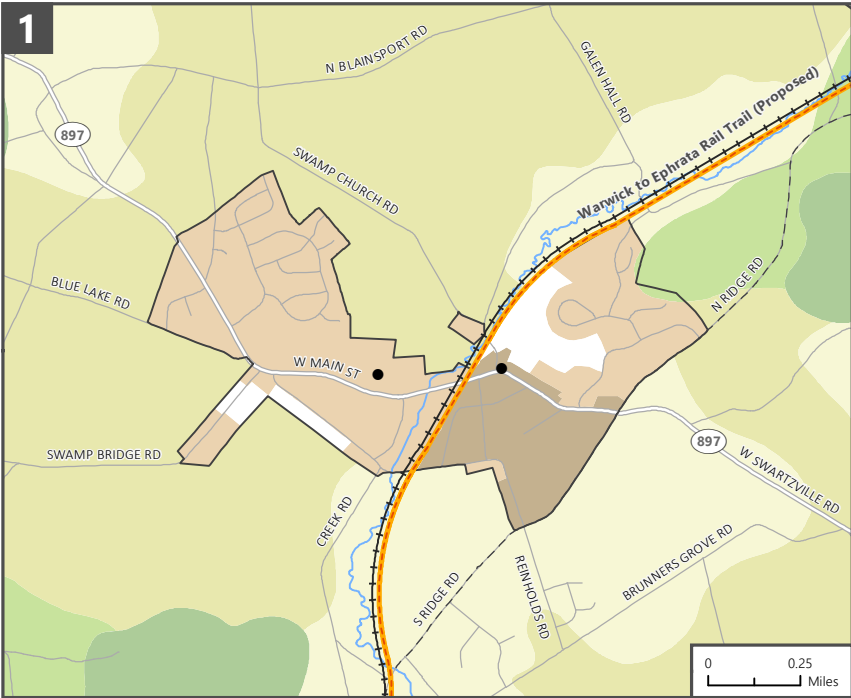 1
N BLAINSPORT RD
GALEN HALL RD
Warwick to Ephrata Rail Trail (Proposed)
897
SWAMP CHURCH RD
BLUE LAKE RD
N RIDGE RD
W MAIN ST
897
SWAMP BRIDGE RD
W SWARTZVILLE RD
CREEK RD
S RIDGE RD
REINHOLDS RD
BRUNNERS GROVE RD
0 0.25
Miles